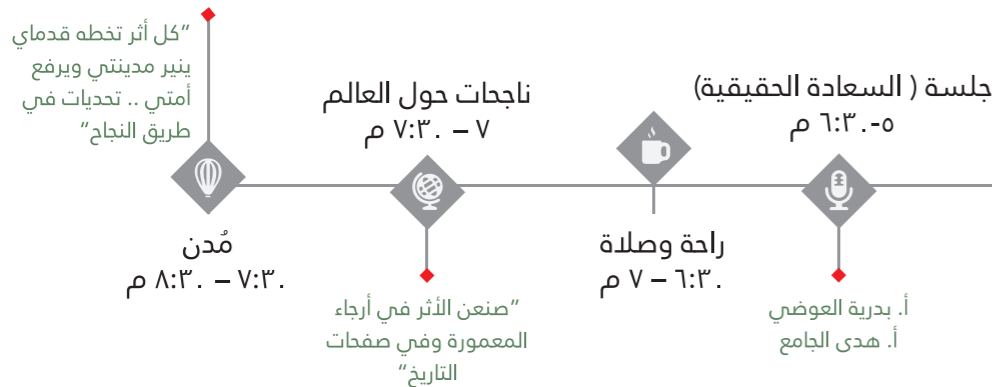 جلسة ( السعادة الحقيقية)
٥-٦:٣٠ م
أ. بدرية العوضي
أ. هدى الجامع
راحة وصلاة
٦:٣٠ – ٧ م
ناجحات حول العالم
٧ – ٧:٣٠ م
”صنعن الأثر في أرجاء
المعمورة وفي صفحات
التاريخ“
”كل أثر تخطه قدماي
ينير مدينتي ويرفع
أمتي .. تحديات في
طريق النجاح“
مُدن
٧:٣٠ – ٨:٣٠ م